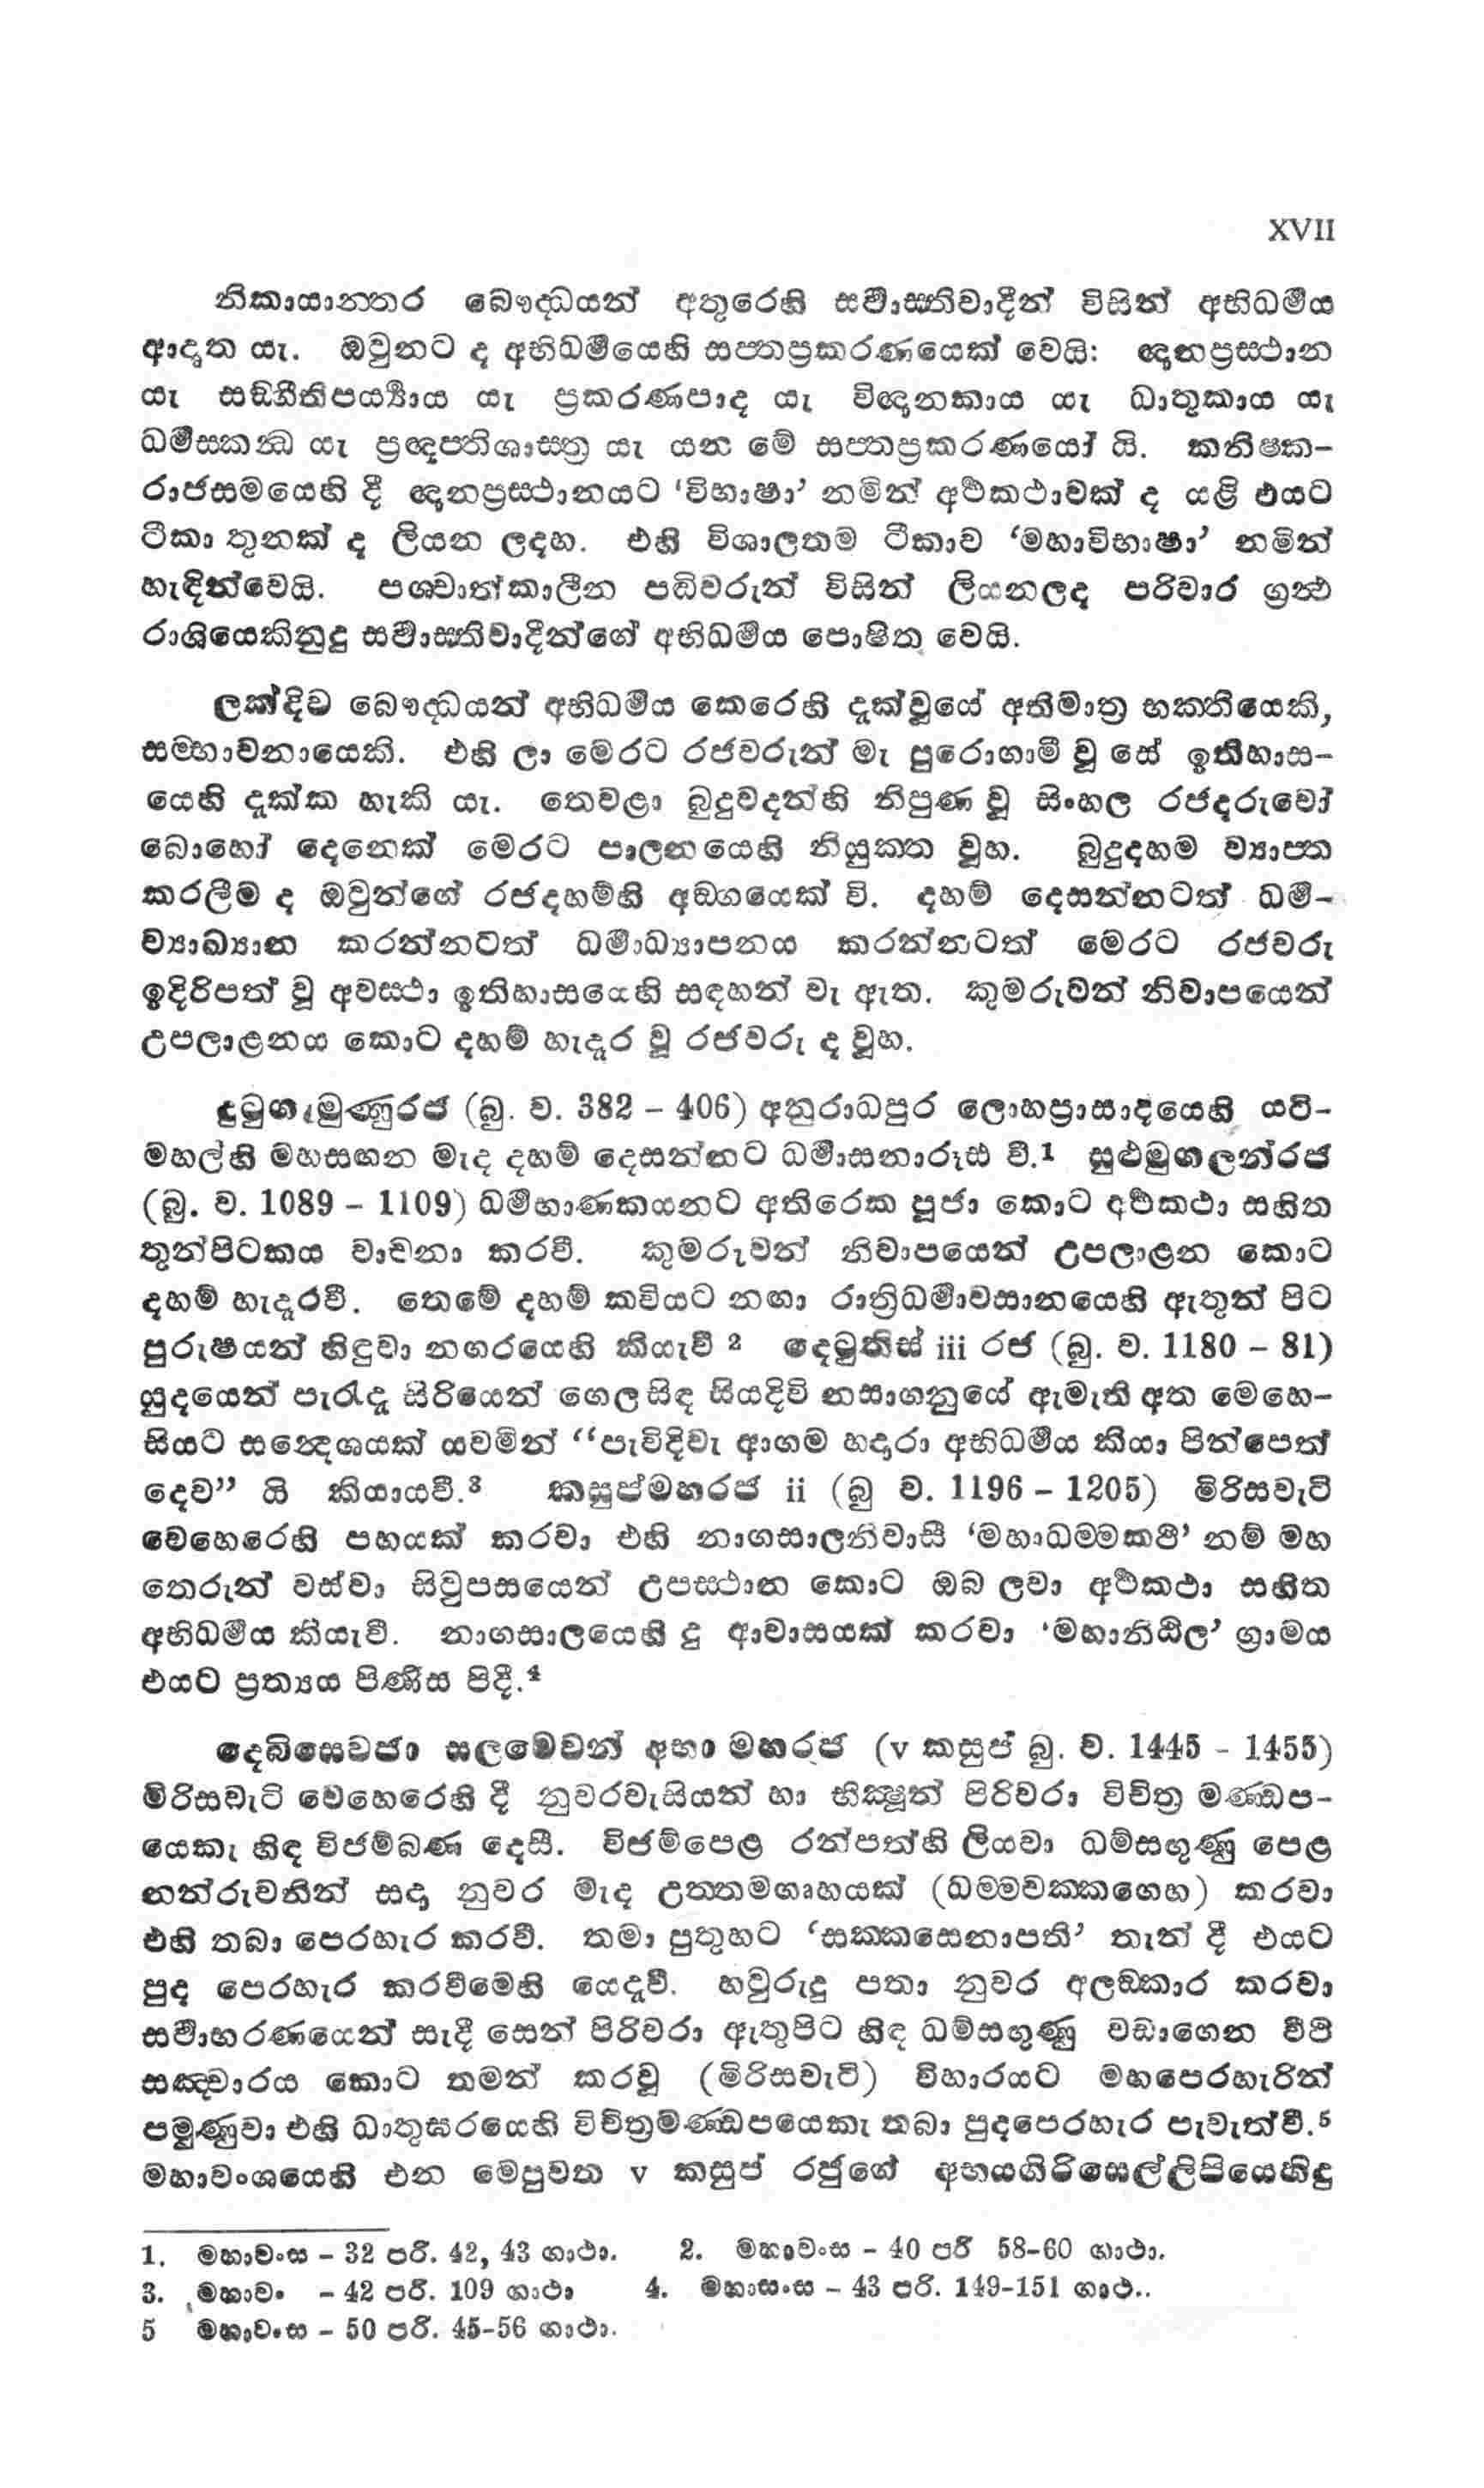 XVII
නිකායාන්‍තර බෞද්‍ධයන් අතුරෙහි සර්‍වාස්තිවාදීන් විසින් අභිධර්‍මය
ආදෘත යැ. ඔවුනට ද අභිධර්‍මයෙහි සප්තප්‍රකරණයෙක් වෙයි: ඥානප්‍රස්ථාන
යැ සඞ්ගීතිපර්‍ය්‍යාය යැ ප්‍රකරණපාද යැ විඥානකාය යැ ධාතුකාය යැ
ධර්‍මස්කන්‍ධ යැ ප්‍රඥප්තිශාස්ත්‍ර යැ යන මේ සප්තප්‍රකරණයෝ යි. කනිෂ්ක-
රාජසමයෙහි දී ඥානප්‍රස්ථානයට ‘විභාෂා’ නමින් අර්‍ථකථාවක් ද යළි එයට
ටීකා තුනක් ද ලියන ලදහ. එහි විශාලතම ටීකාව ‘මහාවිභාෂා’ නමින්
හැඳින්වෙයි. පශ්චාත්කාලීන පඬිවරුන් විසින් ලියනලද පරිවාර ග්‍රන්‍ථ
රාශියෙකිනුදු සර්‍වාස්තිවාදීන්ගේ අභිධර්‍මය පොෂිත වෙයි.
ලක්දිව බෞද්‍ධයන් අභිධර්‍මය කෙරෙහි දැක්වූයේ අතිමාත්‍ර භක්තියෙකි,
සම්භාවනායෙකි. එහි ලා මෙරට රජවරුන් මැ පුරොගාමී වූ සේ ඉතිහාස-
යෙහි දැක්ක හැකි යැ. තෙවළා බුදුවදන්හි නිපුණ වූ සිංහල රජදරුවෝ
බොහෝ දෙනෙක් මෙරට පාලනයෙහි නියුක්ත වූහ. බුදුදහම ව්‍යාප්ත
කරලීම ද ඔවුන්ගේ රජදහම්හි අඞ්ගයෙක් වි. දහම් දෙසන්නටත් ධර්‍ම-
ව්‍යාඛ්‍යාන කරන්නටත් ධර්‍මාධ්‍යාපනය කරන්නටත් මෙරට රජවරු
ඉදිරිපත් වූ අවස්ථා ඉතිහාසයෙහි සඳහන් වැ ඇත. කුමරුවන් නිවාපයෙන්
උපලාළනය කොට දහම් හැදෑර වූ රජවරු ද වූහ.
දුටුගැමුණුරජ (බු. ව. 382 – 406) අනුරාධපුර ලොහප්‍රාසාදයෙහි යටි-
මහල්හි මහසඟන මැද දහම් දෙසන්නට ධර්‍මාසනාරූඪ වී.¹ සුළුමුගලන්රජ
(බු. ව. 1089 – 1109) ධර්‍මභාණකයනට අතිරෙක පූජා කොට අර්‍ථකථා සහිත
තුන්පිටකය වාචනා කරවී. කුමරුවන් නිවාපයෙන් උපලාළන කොට
දහම් හැදෑරවී. තෙමේ දහම් කවියට නඟා රාත්‍රිධර්‍මාවසානයෙහි ඇතුන් පිට
පුරුෂයන් හිඳුවා නගරයෙහි කියැවී ² දෙටුතිස් iii රජ (බු. ව. 1180 – 81)
යුදයෙන් පැරැදැ සිරියෙන් ගෙල සිඳ සියදිවි නසාගනුයේ ඇමැති අත මෙහෙ-
සියට සන්‍දෙශයක් යවමින් “පැවිදිවැ ආගම හදාරා අභිධර්‍මය කියා පින්පෙත්
දෙව” යි කියායවී.³ කසුප්මහරජ ii (බු ව. 1196 – 1205) මිරිසවැටි
වෙහෙරෙහි පහයක් කරවා එහි නාගසාලනිවාසී ‘මහාධම්මකථී’ නම් මහ
තෙරුන් වස්වා සිවුපසයෙන් උපස්ථාන කොට ඔබ ලවා අර්‍ථකථා සහිත
අභිධර්‍මය කියැවී. නාගසාලයෙහි දු ආවාසයක් කරවා ‘මහානිට්ඨිල’ ග්‍රාමය
එයට ප්‍රත්‍යය පිණිස පිදී.⁴
දෙබිසෙවජා සලමෙවන් අභා මහරජ (v කසුප් බු. ව. 1445 – 1455)
මිරිසවැටි වෙහෙරෙහි දී නුවරවැසියන් හා භික්‍ෂූන් පිරිවරා විචිත්‍ර මණ්ඩප-
යෙකැ හිඳ විජම්බණ දෙසී. විජම්පෙළ රන්පත්හි ලියවා ධම්සඟුණු පෙළ
නන්රුවනින් සදා නුවර මැද උත්තමගෘහයක් (ධම්මචක්කගෙහ) කරවා
එහි තබා පෙරහැර කරවී. තමා පුතුහට ‘සක්කසෙනාපති’ තැන් දී එයට
පුද පෙරහැර කරවීමෙහි යෙදැවී. හවුරුදු පතා නුවර අලඞ්කාර කරවා
සර්‍වාභරණයෙන් සැදී සෙන් පිරිවරා ඇතුපිට හිඳ ධම්සඟුණු වඩාගෙන වීථි
සඤ්චාරය කොට තමන් කරවූ (මිරිසවැටි) විහාරයට මහපෙරහැරින්
පමුණුවා එහි ධාතුඝරයෙහි විචිත්‍රමණ්ඩපයෙකැ තබා පුදපෙරහැර පැවැත්වී.⁵
මහාවංශයෙහි එන මෙපුවත v කසුප් රජුගේ අභයගිරිසෙල්ලිපියෙහිඳු
1. මහාවංස – 32 පරි. 42, 43 ගාථා. 2. මහාවංස – 40 පරි 58-60 ගාථා.
3. මහාවං – 42 පරි. 109 ගාථා 4. මහාසංස – 43 පරි. 149-151 ගාථ..
5 මහාවංස – 50 පරි. 45-56 ගාථා.